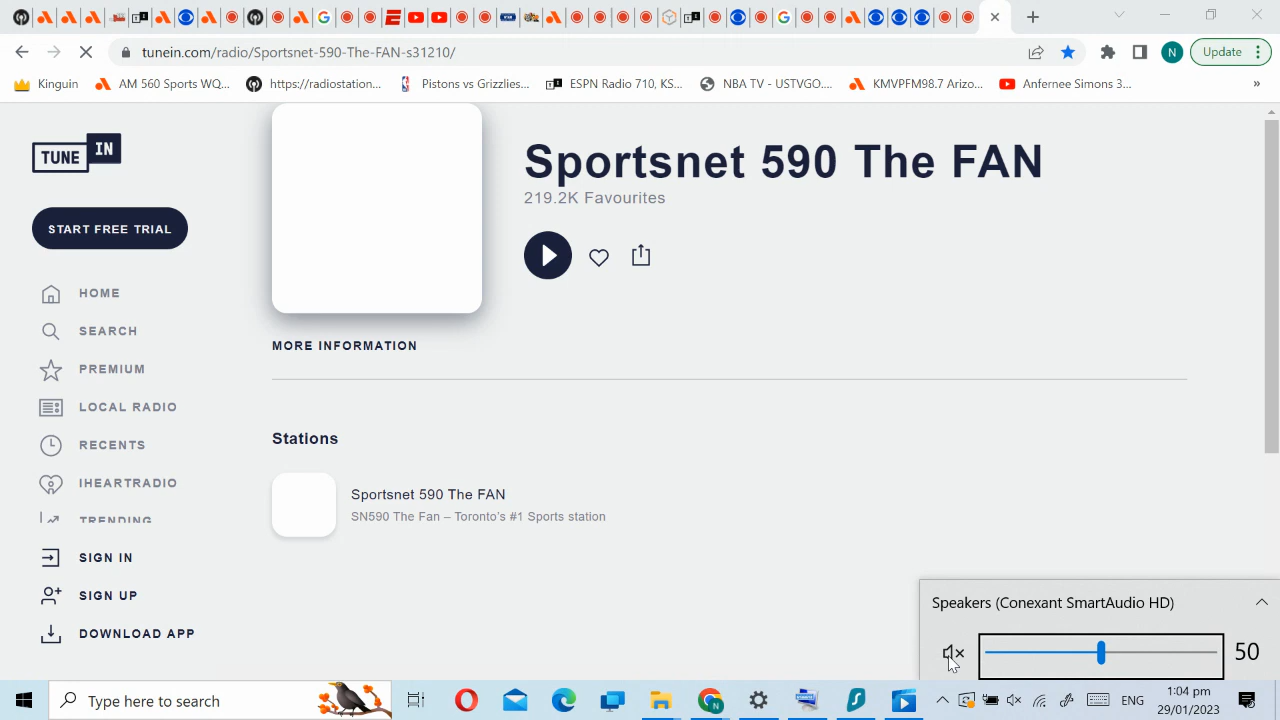 tunein.com/radio/Sportsnet-590-The-FAN-s31210/
N
Update
Kinguin
AM 560 Sports WQ...
https://radiostation...
Pistons vs Grizzlies...
ESPN Radio 710, KS...
NBA TV - USTVGO....
KMVPFM98.7 Arizo...
Anfernee Simons 3...
»
TUNE IN
START FREE TRIAL
HOME
SEARCH
PREMIUM
LOCAL RADIO
RECENTS
IHEARTRADIO
TRENDING
SIGN IN
SIGN UP
DOWNLOAD APP
Sportsnet 590 The FAN
219.2K Favourites
MORE INFORMATION
Stations
Sportsnet 590 The FAN
SN590 The Fan – Toronto's #1 Sports station
Speakers (Conexant SmartAudio HD)
50
Type here to search
ENG
1:04 pm
29/01/2023